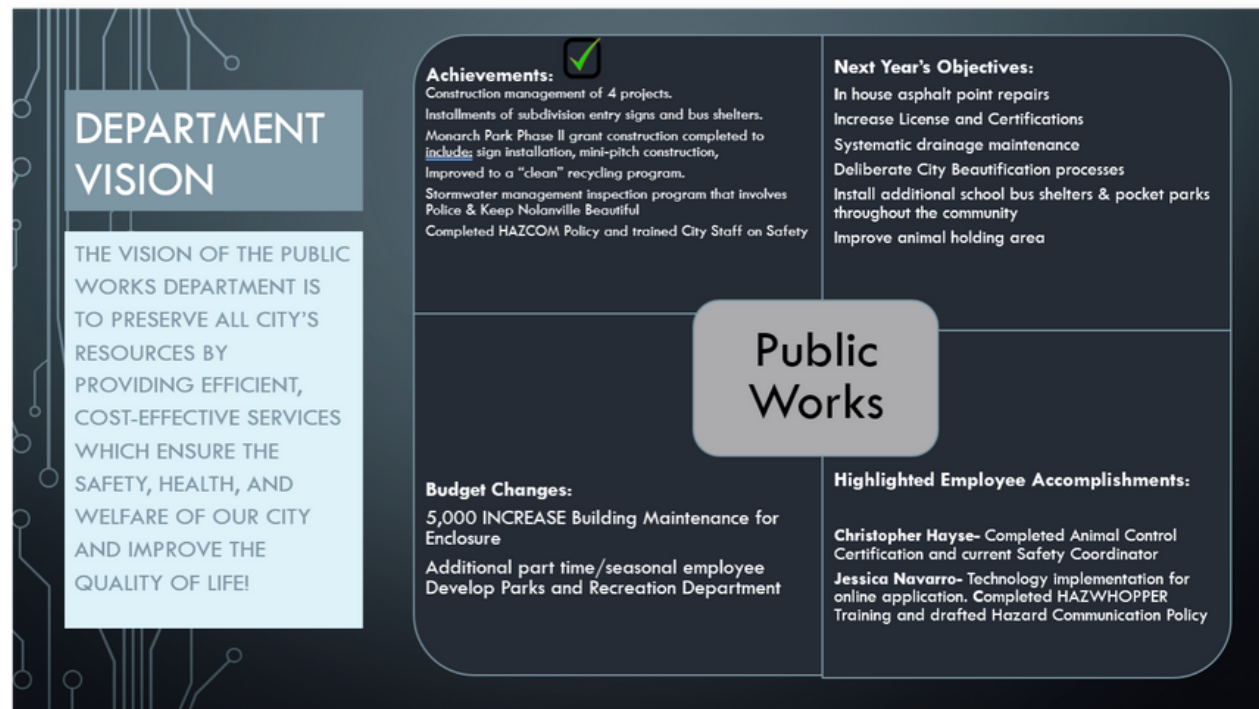 DEPARTMENT
VISION
THE VISION OF THE PUBLIC
WORKS DEPARTMENT IS
TO PRESERVE ALL CITY'S
RESOURCES BY
PROVIDING EFFICIENT,
COST-EFFECTIVE SERVICES
WHICH ENSURE THE
SAFETY, HEALTH, AND
WELFARE OF OUR CITY
AND IMPROVE THE
QUALITY OF LIFE!
Achievements:
Construction management of 4 projects.
Installments of subdivision entry signs and bus shelters.
Monarch Park Phase II grant construction completed to
include: sign installation, mini-pitch construction,
Improved to a "clean" recycling program.
Stormwater management inspection program that involves
Police & Keep Nolanville Beautiful
Completed HAZCOM Policy and trained City Staff on Safety
Next Year's Objectives:
In house asphalt point repairs
Increase License and Certifications
Systematic drainage maintenance
Deliberate City Beautification processes
Install additional school bus shelters & pocket parks
throughout the community
Improve animal holding area
Public
Works
Budget Changes:
5,000 INCREASE Building Maintenance for
Enclosure
Additional part time/seasonal employee
Develop Parks and Recreation Department
Highlighted Employee Accomplishments:
Christopher Hayse- Completed Animal Control
Certification and current Safety Coordinator
Jessica Navarro- Technology implementation for
online application. Completed HAZWHOPPER
Training and drafted Hazard Communication Policy